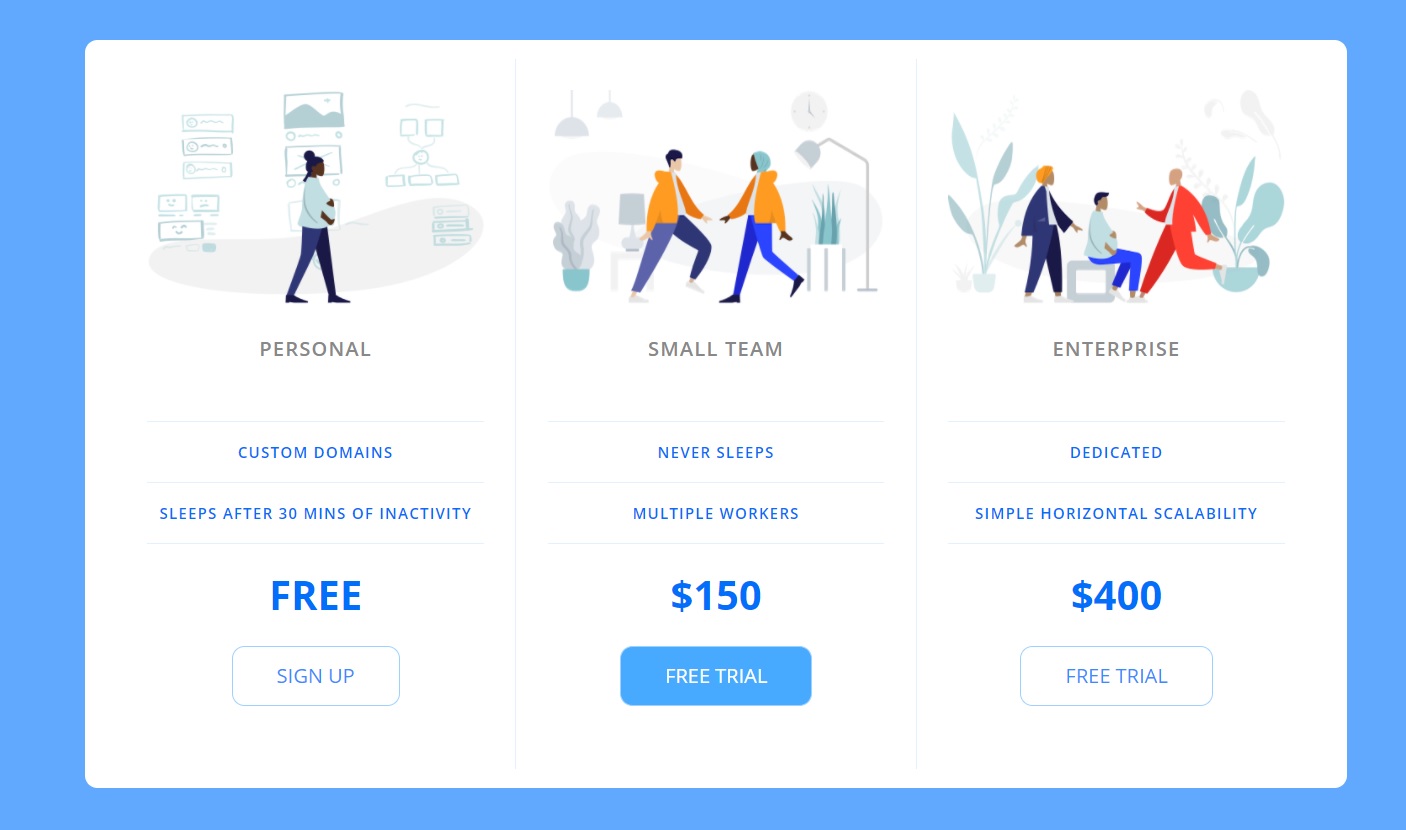 PERSONAL
CUSTOM DOMAINS
SLEEPS AFTER 30 MINS OF INACTIVITY
FREE
SIGN UP
SMALL TEAM
NEVER SLEEPS
MULTIPLE WORKERS
$150
FREE TRIAL
ENTERPRISE
DEDICATED
SIMPLE HORIZONTAL SCALABILITY
$400
FREE TRIAL